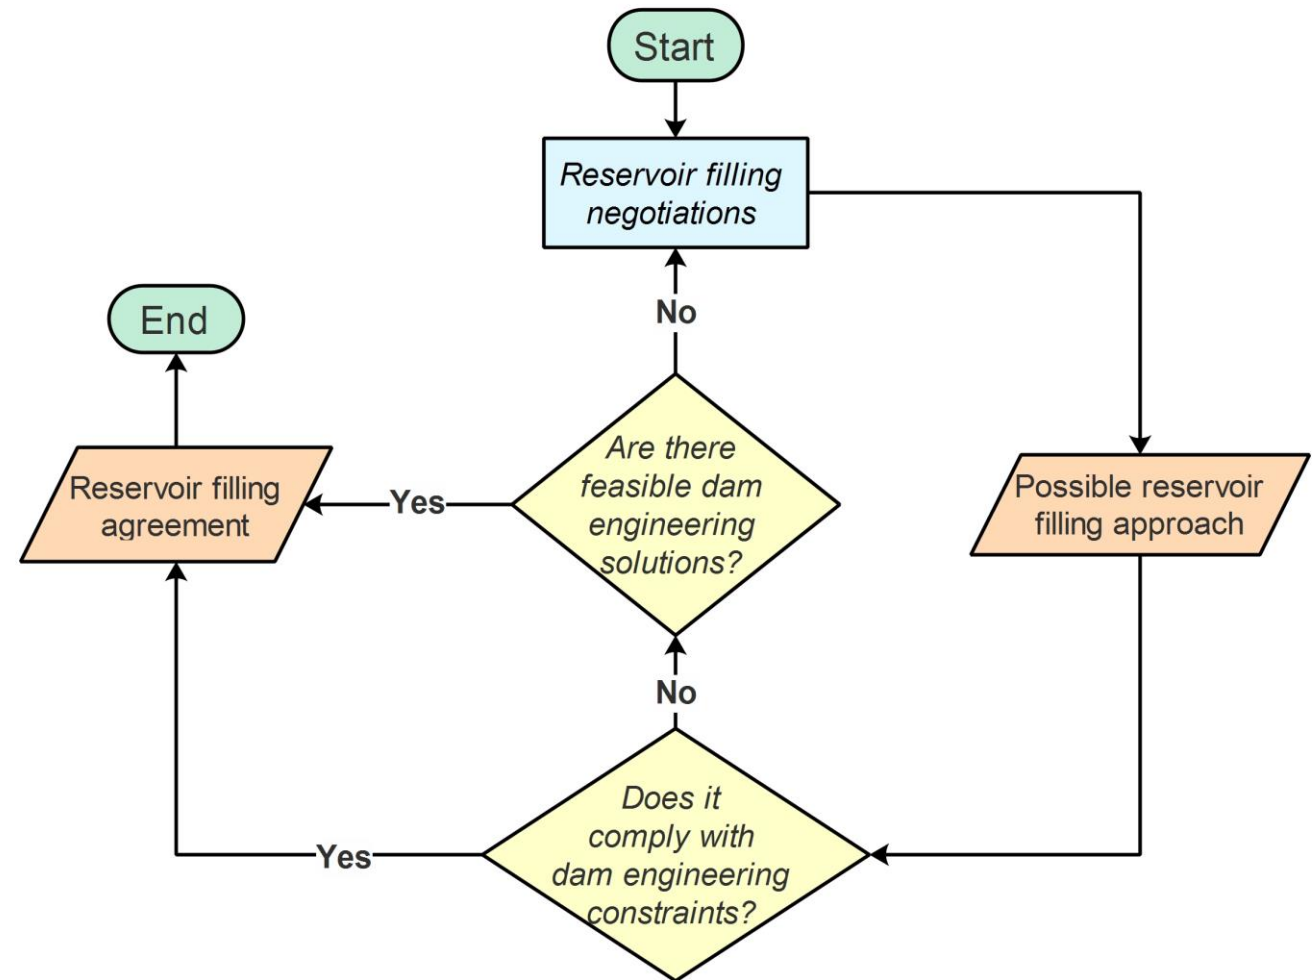 Start
Reservoir filling
negotiations
No
End
Are there
feasible dam
engineering
solutions?
Yes
Reservoir filling
agreement
Possible reservoir
filling approach
No
Does it
comply with
dam engineering
constraints?
Yes